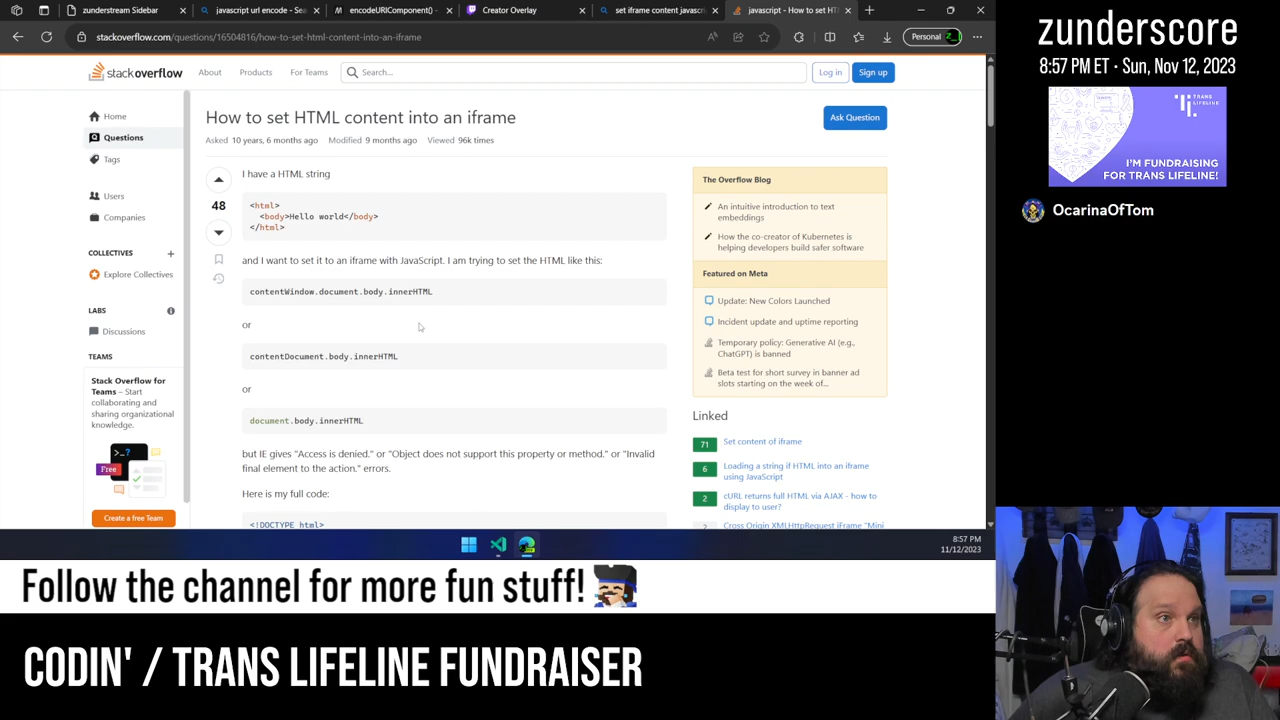 zunderstream Sidebar
javascript url encode - Sea
encodeURIComponent() -
Creator Overlay
set iframe content javascr
javascript - How to set HT
stackoverflow.com/questions/16504816/how-to-set-html-content-into-an-iframe
Personal
stackoverflow
About
Products
For Teams
Search...
Log in
Sign up
Home
Questions
Tags
Users
Companies
COLLECTIVES
Explore Collectives
LABS
Discussions
TEAMS
Stack Overflow for
Teams – Start
collaborating and
sharing organizational
knowledge.
Free
Create a free Team
How to set HTML content into an iframe
Ask Question
Asked 10 years, 6 months ago Modified 9 months ago Viewed 96k times
48
I have a HTML string
<html>
<body>Hello world</body>
</html>
and I want to set it to an iframe with JavaScript. I am trying to set the HTML like this:
contentWindow.document.body.innerHTML
or
contentDocument.body.innerHTML
or
document.body.innerHTML
but IE gives "Access is denied." or "Object does not support this property or method." or "Invalid
final element to the action." errors.
Here is my full code:
<!DOCTYPE html>
The Overflow Blog
An intuitive introduction to text
embeddings
How the co-creator of Kubernetes is
helping developers build safer software
Featured on Meta
Update: New Colors Launched
Incident update and uptime reporting
Temporary policy: Generative AI (e.g.,
ChatGPT) is banned
Beta test for short survey in banner ad
slots starting on the week of...
Linked
71 Set content of iframe
6 Loading a string if HTML into an iframe
using JavaScript
2 cURL returns full HTML via AJAX - how to
display to user?
2 Cross Origin XMLHttpRequest iFrame "Mini
8:57 PM
11/12/2023
zunderscore
8:57 PM ET · Sun, Nov 12, 2023
TRANS
LIFELINE
I'M FUNDRAISING
FOR TRANS LIFELINE!
OcarinaOfTom
Follow the channel for more fun stuff!
CODIN' / TRANS LIFELINE FUNDRAISER